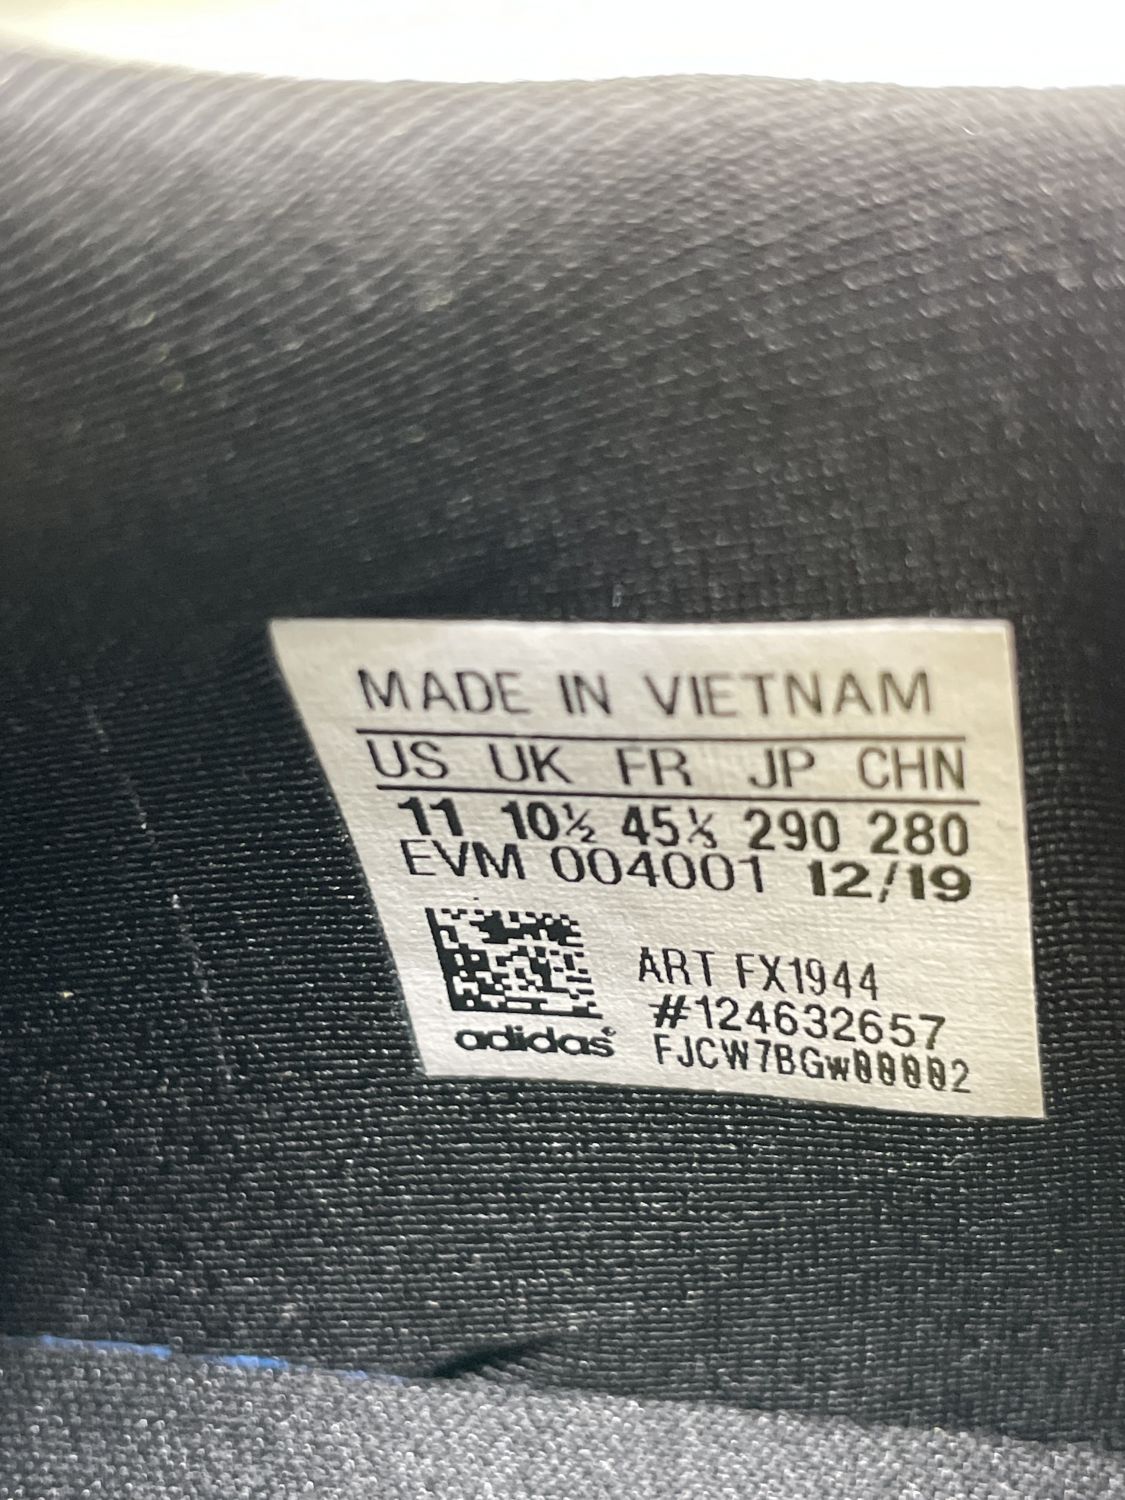 MADE IN VIETNAM
US UK FR JP CHN
11 10½ 45⅓ 290 280
EVM 004001 12/19
ART FX1944
#124632657
adidas
FJCW7BGW00002